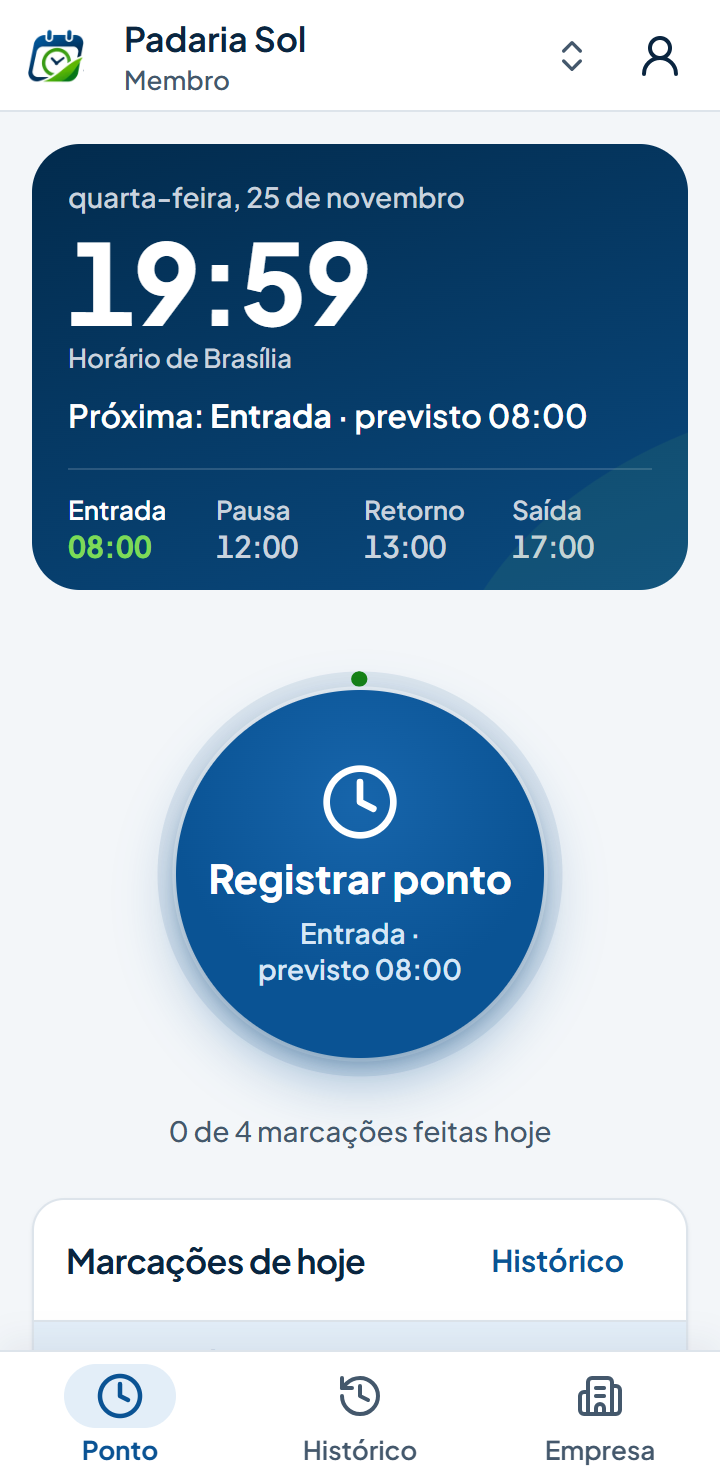 Padaria Sol
Membro
quarta-feira, 25 de novembro
19:59
Horário de Brasília
Próxima: Entrada · previsto 08:00
Entrada Pausa Retorno Saída
08:00 12:00 13:00 17:00
Registrar ponto
Entrada ·
previsto 08:00
0 de 4 marcações feitas hoje
Marcações de hoje Histórico
Ponto Histórico Empresa